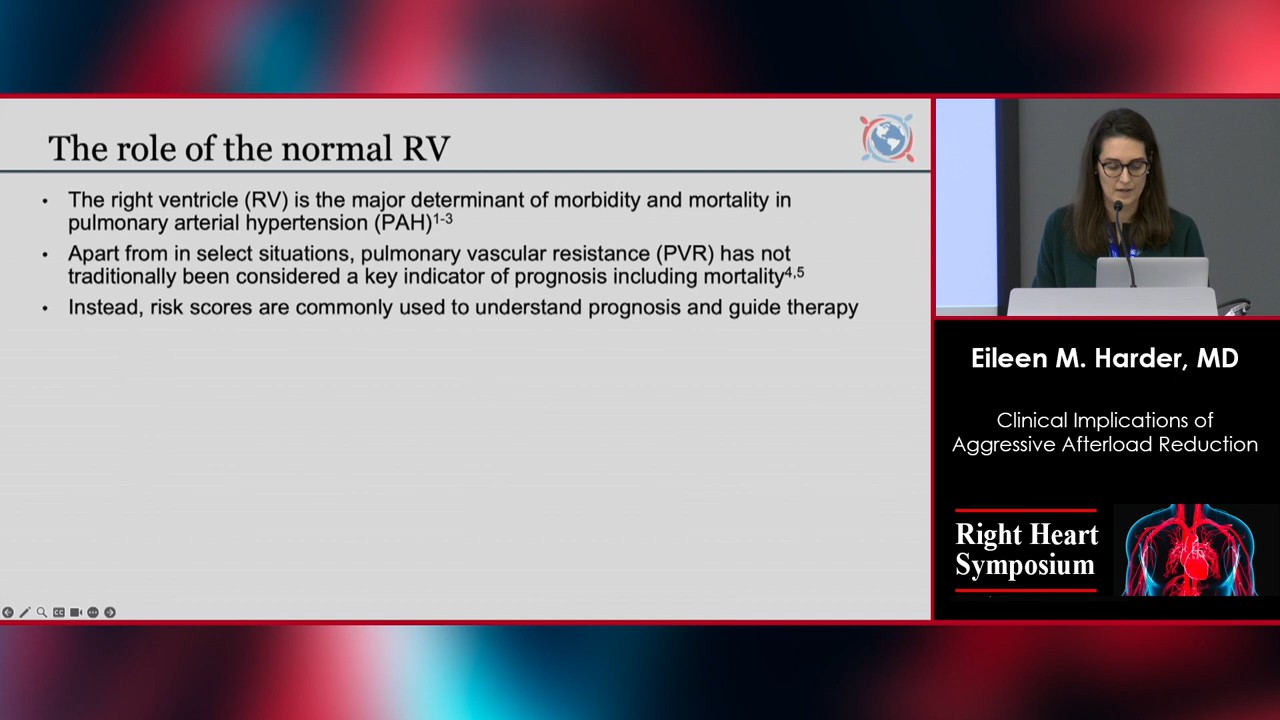 The role of the normal RV
• The right ventricle (RV) is the major determinant of morbidity and mortality in
pulmonary arterial hypertension (PAH)1-3
• Apart from in select situations, pulmonary vascular resistance (PVR) has not
traditionally been considered a key indicator of prognosis including mortality4,5
• Instead, risk scores are commonly used to understand prognosis and guide therapy
CC
Eileen M. Harder, MD
Clinical Implications of
Aggressive Afterload Reduction
Right Heart
Symposium